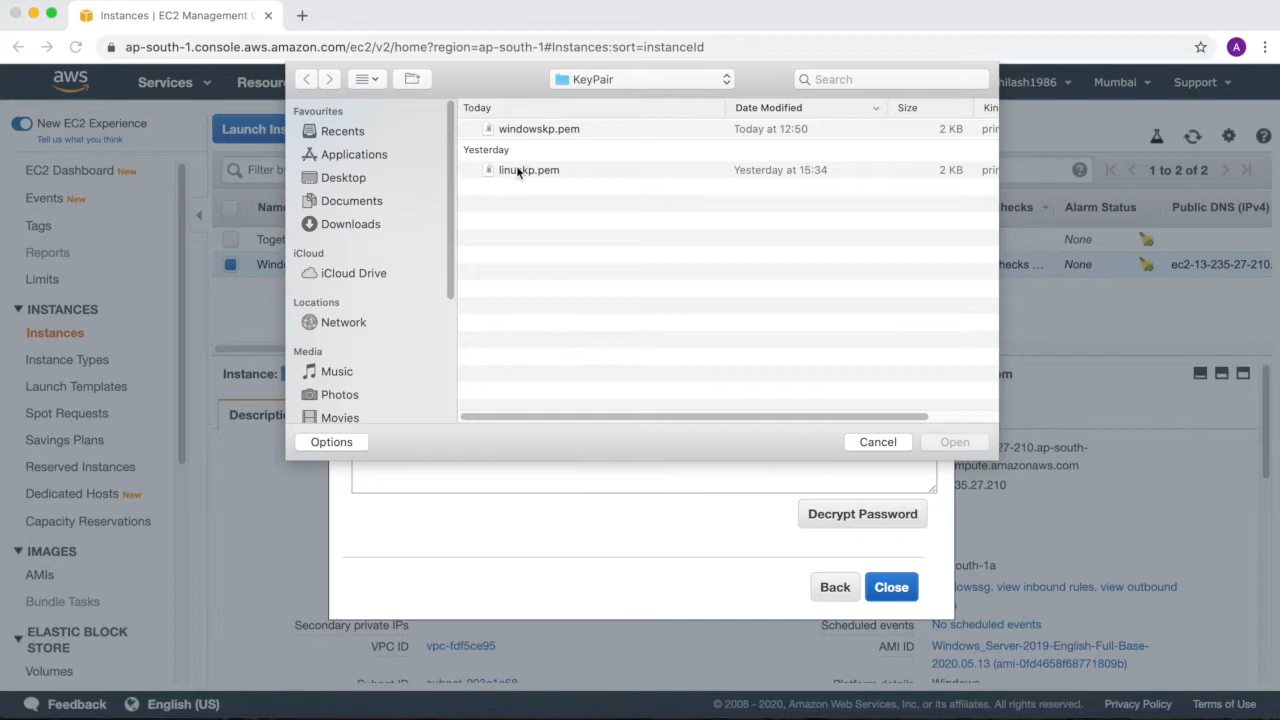 Instances | EC2 Management C
ap-south-1.console.aws.amazon.com/ec2/v2/home?region=ap-south-1#Instances:sort=instanceId
A
aws
Services
Resour
hilash1986
Mumbai
Support
KeyPair
Search
New EC2 Experience
Tell us what you think
EC2 Dashboard New
Events New
Tags
Reports
Limits
INSTANCES
Instances
Instance Types
Launch Templates
Spot Requests
Savings Plans
Reserved Instances
Dedicated Hosts New
Capacity Reservations
IMAGES
AMIs
Bundle Tasks
ELASTIC BLOCK
STORE
Volumes
Launch Ins
Filter by
1 to 2 of 2
Name
hecks
Alarm Status
Public DNS (IPv4)
Toget
None
Windo
hecks ...
None
ec2-13-235-27-210.
Favourites
Recents
Applications
Desktop
Documents
Downloads
iCloud
iCloud Drive
Locations
Network
Media
Music
Photos
Movies
Today
Date Modified
Size
Kin
windowskp.pem
Today at 12:50
2 KB
prin
Yesterday
linuxkp.pem
Yesterday at 15:34
2 KB
prin
Options
Cancel
Open
Instance:
om
Descriptio
27-210.ap-south-
mpute.amazonaws.com
35.27.210
Decrypt Password
Back
Close
outh-1a
owssg. view inbound rules. view outbound
Secondary private IPs
Scheduled events
No scheduled events
VPC ID
vpc-fdf5ce95
AMI ID
Windows_Server-2019-English-Full-Base-
2020.05.13 (ami-0fd4658f68771809b)
Subnet ID
Platform details
Windows
Feedback
English (US)
© 2008 - 2020, Amazon Web Services, Inc. or its affiliates. All rights reserved.
Privacy Policy
Terms of Use